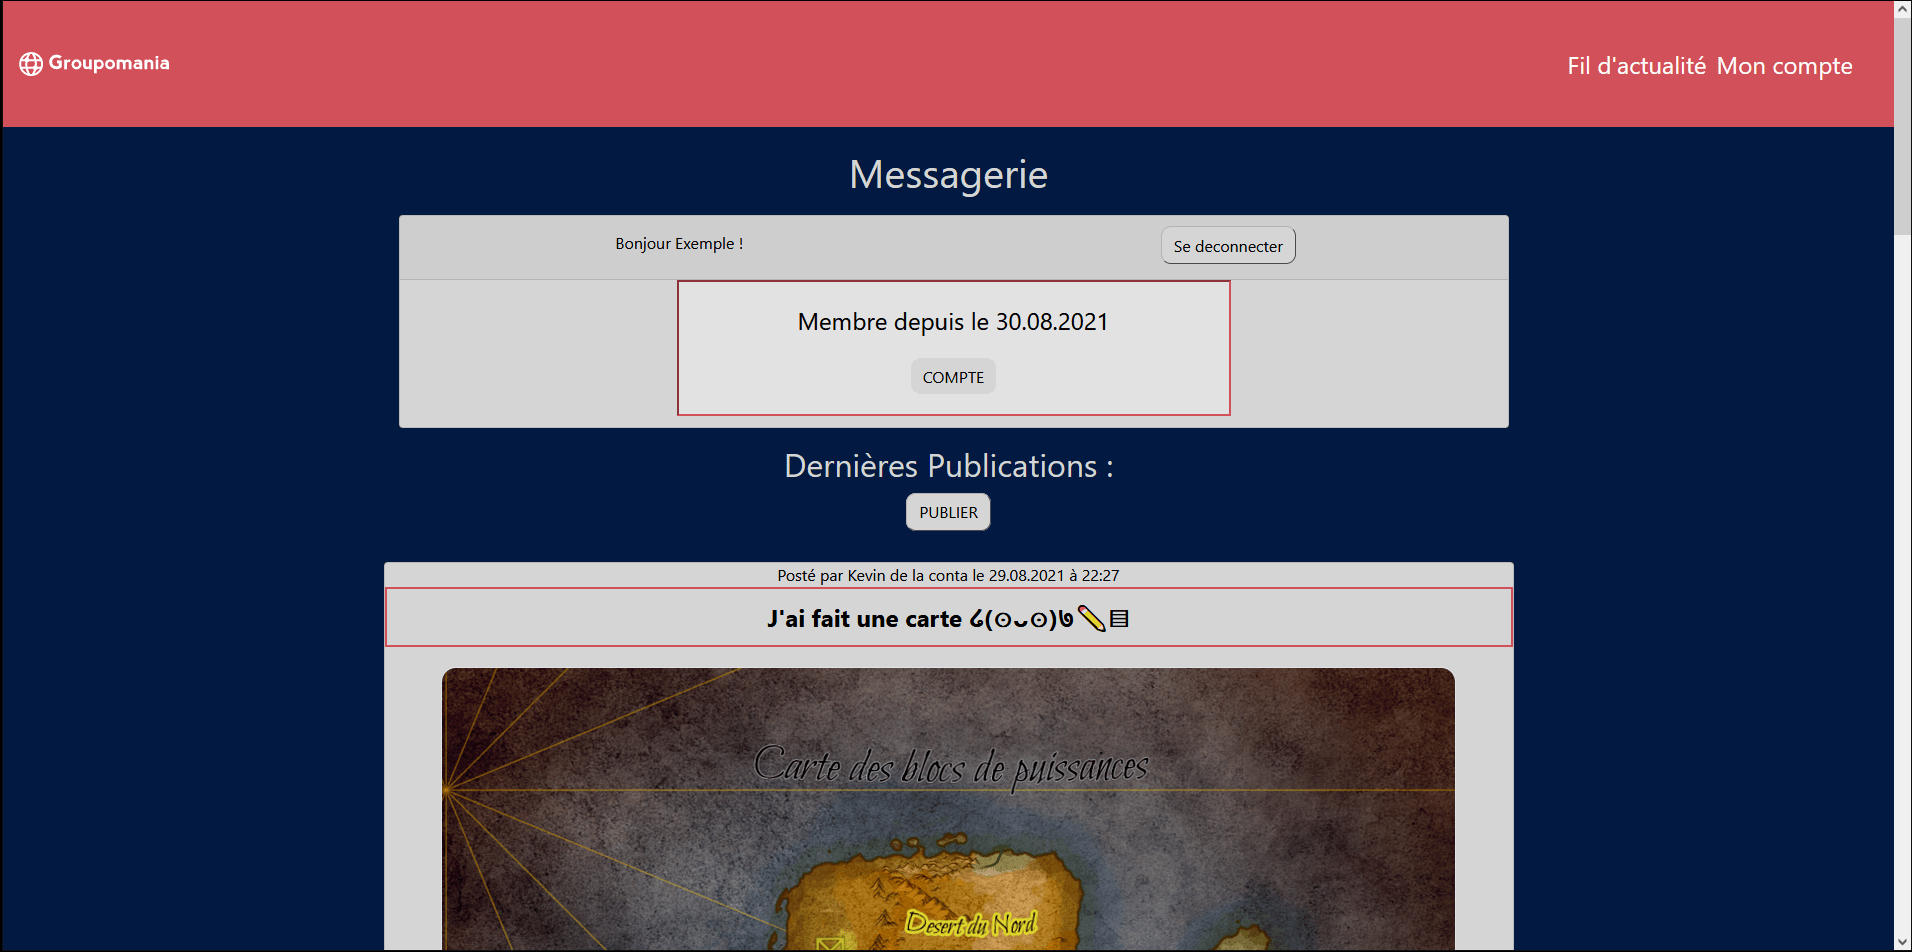 Groupomania
Fil d'actualité Mon compte
Messagerie
Bonjour Exemple !
Se deconnecter
Membre depuis le 30.08.2021
COMPTE
Dernières Publications :
PUBLIER
Posté par Kevin de la conta le 29.08.2021 à 22:27
J'ai fait une carte ᔔ(ʘᴗʘ)ᔕ✏️▤
Carte des blocs de puissances
Desert du Nord